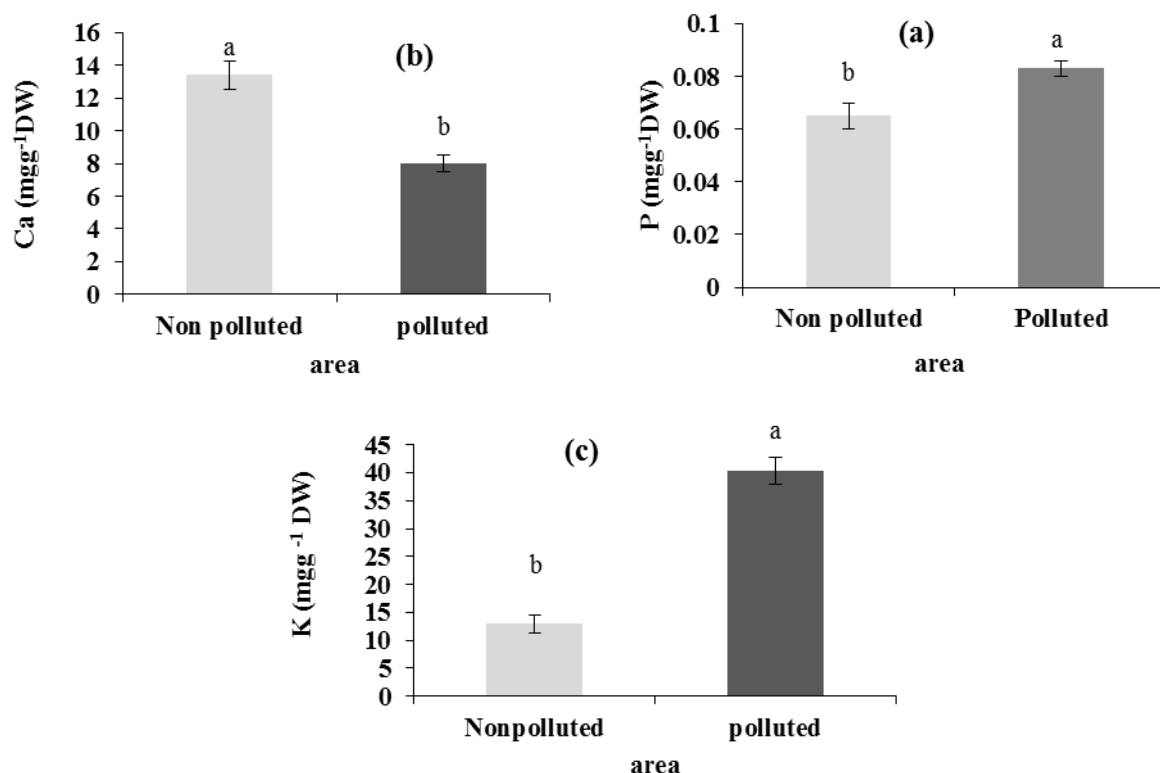 (b)
Ca (mgg-1DW)
16
14
12
10
8
6
4
2
0
a
b
Non polluted
polluted
area
(a)
P (mgg-1DW)
0.1
0.08
0.06
0.04
0.02
0
b
a
Non polluted
Polluted
area
(c)
K (mgg -1 DW)
45
40
35
30
25
20
15
10
5
0
b
a
Nonpolluted
polluted
area